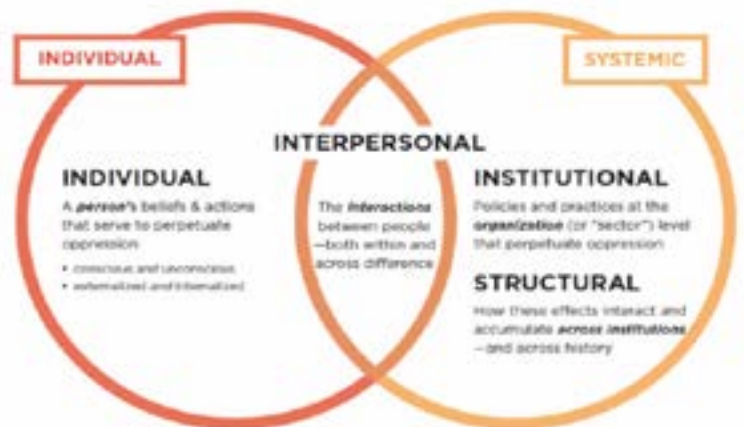 INDIVIDUAL
SYSTEMIC
INTERPERSONAL
INDIVIDUAL
A person's beliefs & actions
that serve to perpetuate
oppression
• conscious and unconscious
• externalized and internalized
The interactions
between people
—both within and
across difference
INSTITUTIONAL
Policies and practices at the
organization (or "sector") level
that perpetuate oppression
STRUCTURAL
How these effects interact and
accumulate across institutions
—and across history